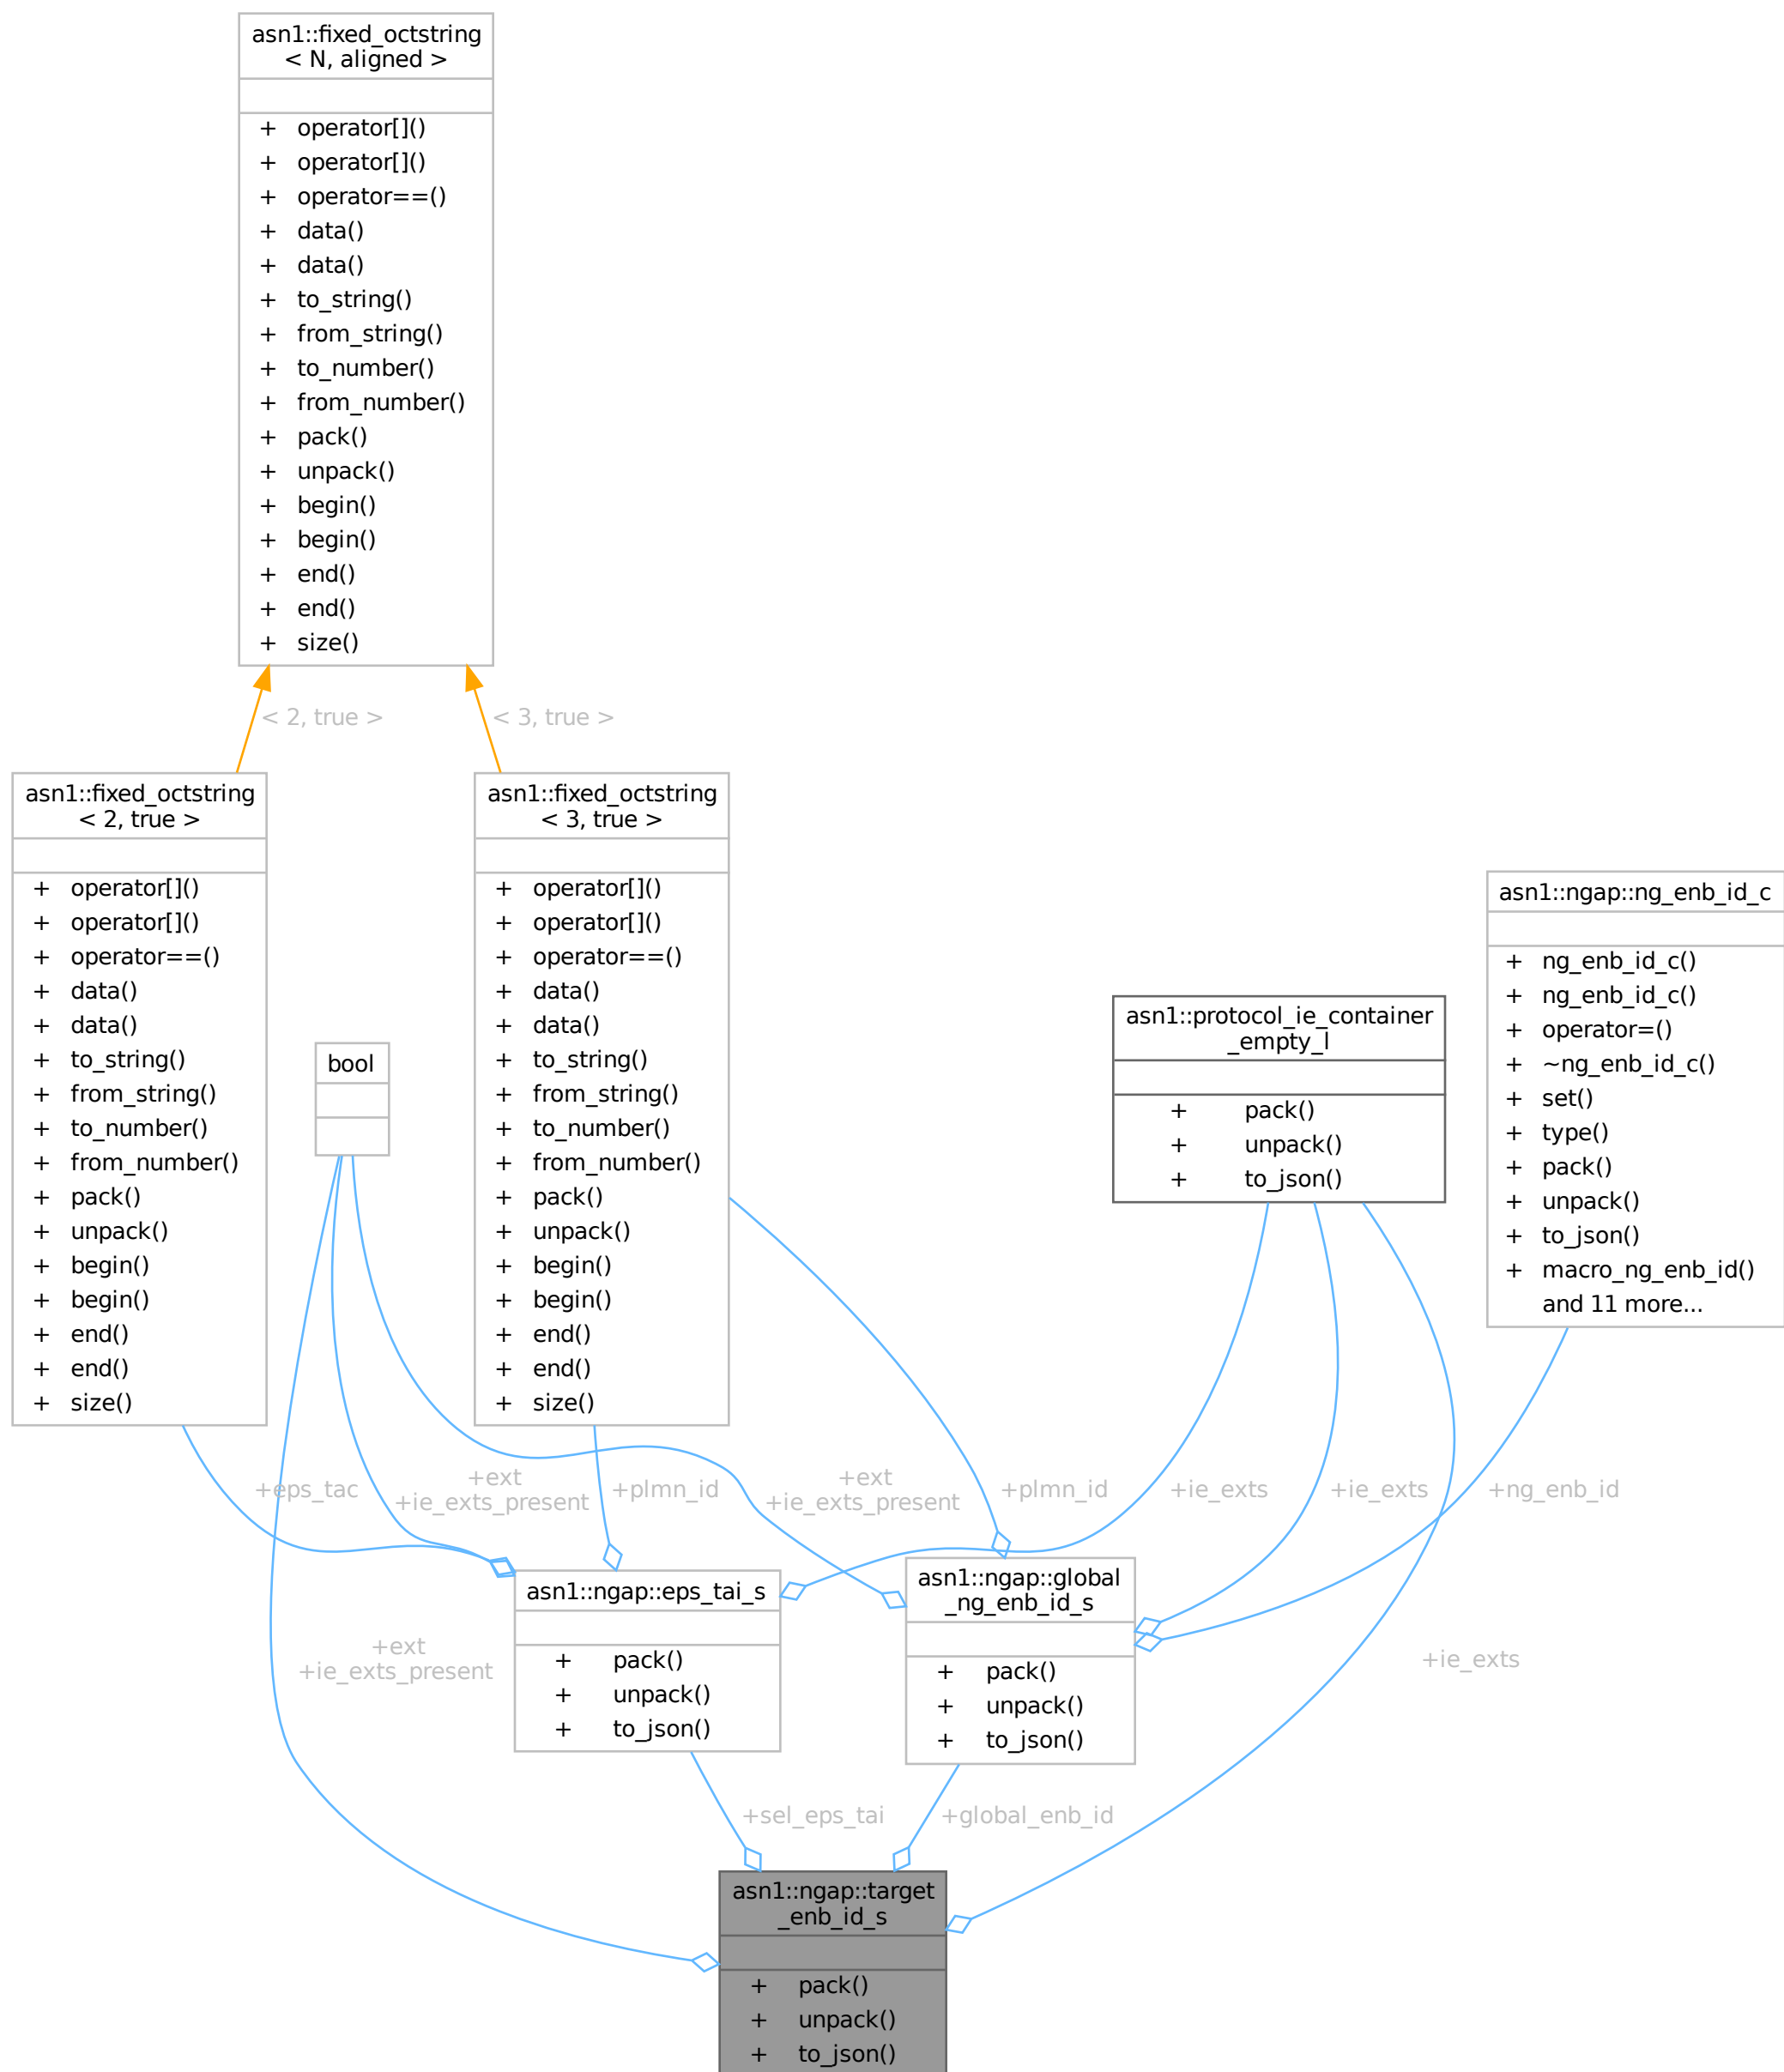 asn1::fixed_octstring
< N, aligned >
+ operator[]()
+ operator[]()
+ operator==()
+ data()
+ data()
+ to_string()
+ from_string()
+ to_number()
+ from_number()
+ pack()
+ unpack()
+ begin()
+ begin()
+ end()
+ end()
+ size()
< 2, true >
< 3, true >
asn1::fixed_octstring
< 2, true >
+ operator[]()
+ operator[]()
+ operator==()
+ data()
+ data()
+ to_string()
+ from_string()
+ to_number()
+ from_number()
+ pack()
+ unpack()
+ begin()
+ begin()
+ end()
+ end()
+ size()
bool
asn1::fixed_octstring
< 3, true >
+ operator[]()
+ operator[]()
+ operator==()
+ data()
+ data()
+ to_string()
+ from_string()
+ to_number()
+ from_number()
+ pack()
+ unpack()
+ begin()
+ begin()
+ end()
+ end()
+ size()
asn1::protocol_ie_container
_empty_l
+ pack()
+ unpack()
+ to_json()
asn1::ngap::ng_enb_id_c
+ ng_enb_id_c()
+ ng_enb_id_c()
+ operator=()
+ ~ng_enb_id_c()
+ set()
+ type()
+ pack()
+ unpack()
+ to_json()
+ macro_ng_enb_id()
and 11 more...
+eps_tac
+ext
+ie_exts_present
+plmn_id
+ext
+ie_exts_present
+plmn_id
+ie_exts
+ie_exts
+ng_enb_id
asn1::ngap::eps_tai_s
+ pack()
+ unpack()
+ to_json()
asn1::ngap::global
_ng_enb_id_s
+ pack()
+ unpack()
+ to_json()
+ext
+ie_exts_present
+ie_exts
+sel_eps_tai
+global_enb_id
asn1::ngap::target
_enb_id_s
+ pack()
+ unpack()
+ to_json()